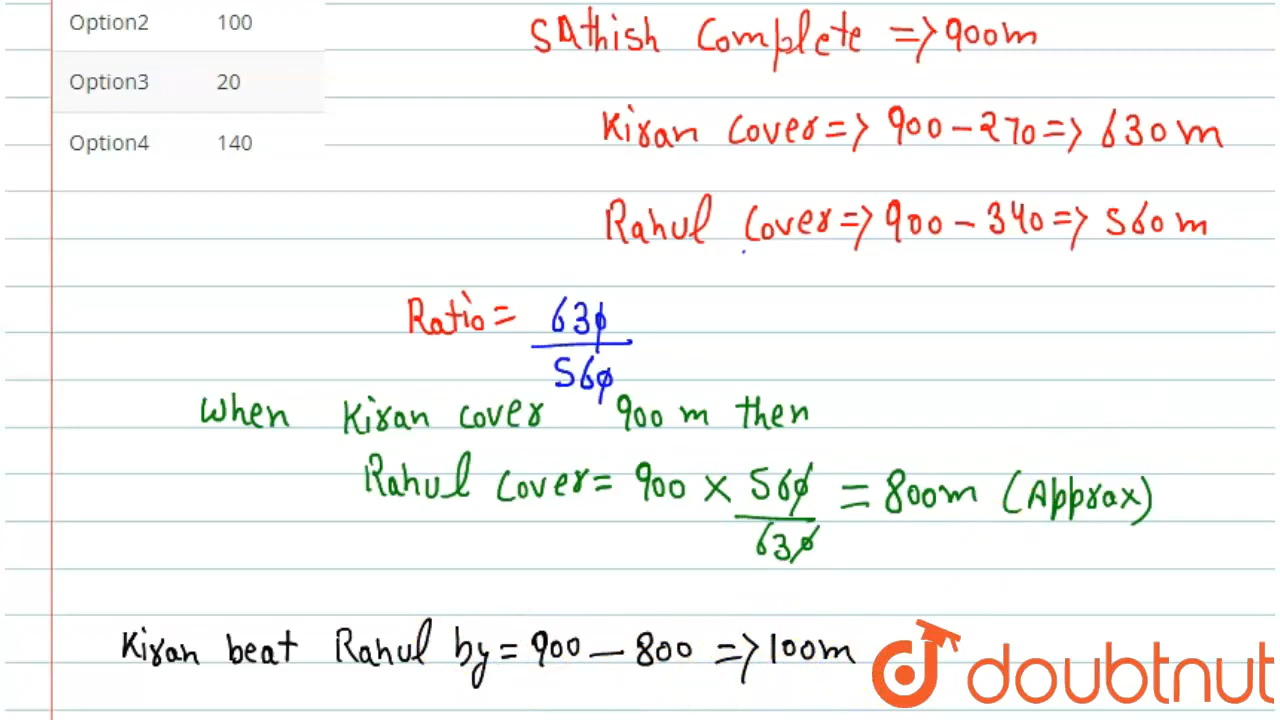 Option2 100
Sathish Complete => 900m
Option3 20
Kiran Cover => 900 - 270 => 630 m
Option4 140
Rahul Cover => 900 - 340 => 560 m
Ratio = 630/560
When Kiran cover 900 m then
Rahul cover = 900 × 560/630 = 800m (Approx)
Kiran beat Rahul by = 900 - 800 => 100m
doubtnut